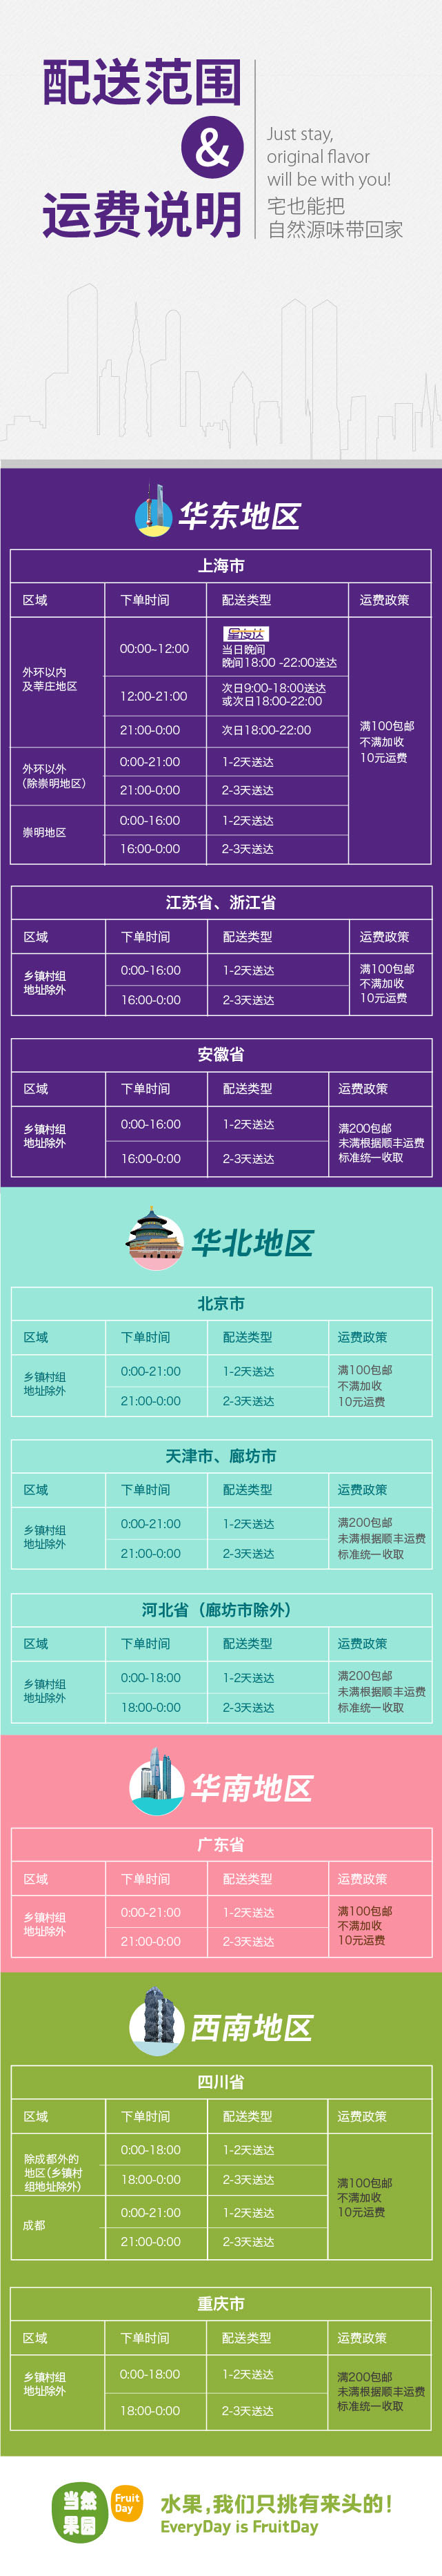 配送范围
&
运费说明
Just stay,
original flavor
will be with you!
宅也能把
自然源味带回家
华东地区
上海市
区域 下单时间 配送类型 运费政策
外环以内
及莘庄地区
00:00~12:00
星夜达
当日晚间
晚间18:00 -22:00送达
12:00-21:00
次日9:00-18:00送达
或次日18:00-22:00
21:00-0:00 次日18:00-22:00
外环以外
(除崇明地区)
0:00-21:00 1-2天送达
21:00-0:00 2-3天送达
崇明地区
0:00-16:00 1-2天送达
16:00-0:00 2-3天送达
满100包邮
不满加收
10元运费
江苏省、浙江省
区域 下单时间 配送类型 运费政策
乡镇村组
地址除外
0:00-16:00 1-2天送达
16:00-0:00 2-3天送达
满100包邮
不满加收
10元运费
安徽省
区域 下单时间 配送类型 运费政策
乡镇村组
地址除外
0:00-16:00 1-2天送达
16:00-0:00 2-3天送达
满200包邮
未满根据顺丰运费
标准统一收取
华北地区
北京市
区域 下单时间 配送类型 运费政策
乡镇村组
地址除外
0:00-21:00 1-2天送达
21:00-0:00 2-3天送达
满100包邮
不满加收
10元运费
天津市、廊坊市
区域 下单时间 配送类型 运费政策
乡镇村组
地址除外
0:00-21:00 1-2天送达
21:00-0:00 2-3天送达
满200包邮
未满根据顺丰运费
标准统一收取
河北省（廊坊市除外）
区域 下单时间 配送类型 运费政策
乡镇村组
地址除外
0:00-18:00 1-2天送达
18:00-0:00 2-3天送达
满200包邮
未满根据顺丰运费
标准统一收取
华南地区
广东省
区域 下单时间 配送类型 运费政策
乡镇村组
地址除外
0:00-21:00 1-2天送达
21:00-0:00 2-3天送达
满100包邮
不满加收
10元运费
西南地区
四川省
区域 下单时间 配送类型 运费政策
除成都外的
地区(乡镇村
组地址除外)
0:00-18:00 1-2天送达
18:00-0:00 2-3天送达
成都
0:00-21:00 1-2天送达
21:00-0:00 2-3天送达
满100包邮
不满加收
10元运费
重庆市
区域 下单时间 配送类型 运费政策
乡镇村组
地址除外
0:00-18:00 1-2天送达
18:00-0:00 2-3天送达
满200包邮
未满根据顺丰运费
标准统一收取
当然
果园
Fruit
Day
水果,我们只挑有来头的!
EveryDay is FruitDay